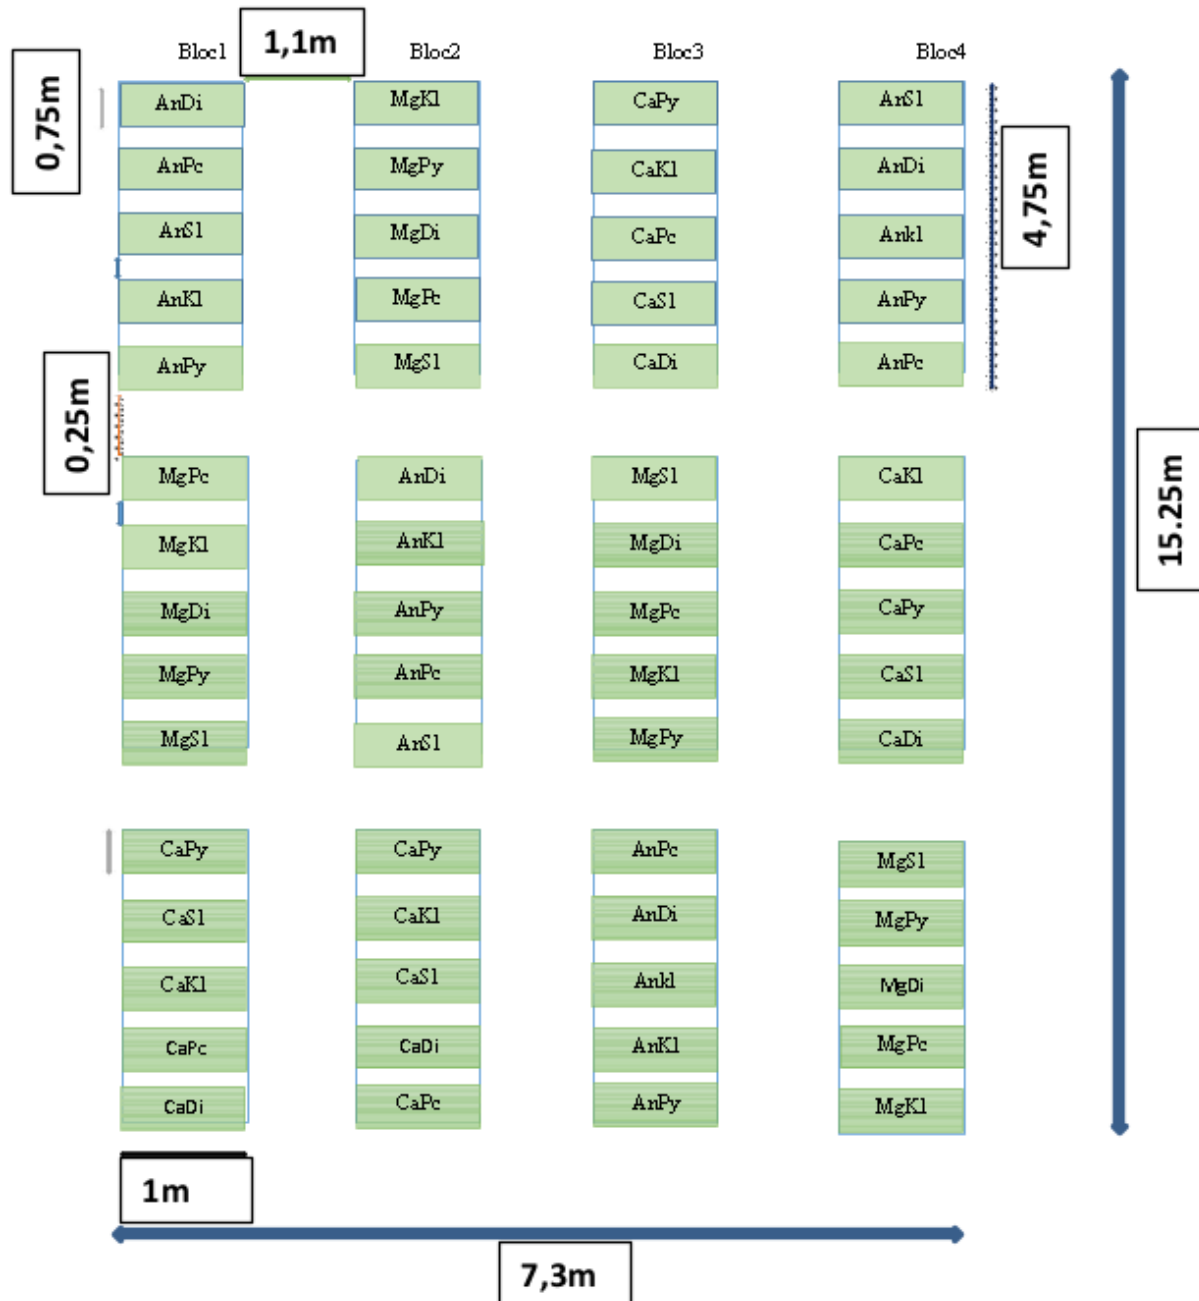 1,1m
Bloc1
Bloc2
Bloc3
Bloc4
0,75m
AnDi
MgKl
CaPy
AnSl
AnPc
MgPy
CaKl
AnDi
4,75m
AnSl
MgDi
CaPc
Ankl
AnKl
MgPc
CaSl
AnPy
AnPy
MgSl
CaDi
AnPc
0,25m
MgPc
AnDi
MgSl
CaKl
15.25m
MgKl
AnKl
MgDi
CaPc
MgDi
AnPy
MgPc
CaPy
MgPy
AnPc
MgKl
CaSl
MgSl
AnSl
MgPy
CaDi
CaPy
CaPy
AnPc
MgSl
CaSl
CaKl
AnDi
MgPy
CaKl
CaSl
Ankl
MgDi
CaPc
CaDi
AnKl
MgPc
CaDi
CaPc
AnPy
MgKl
1m
7,3m